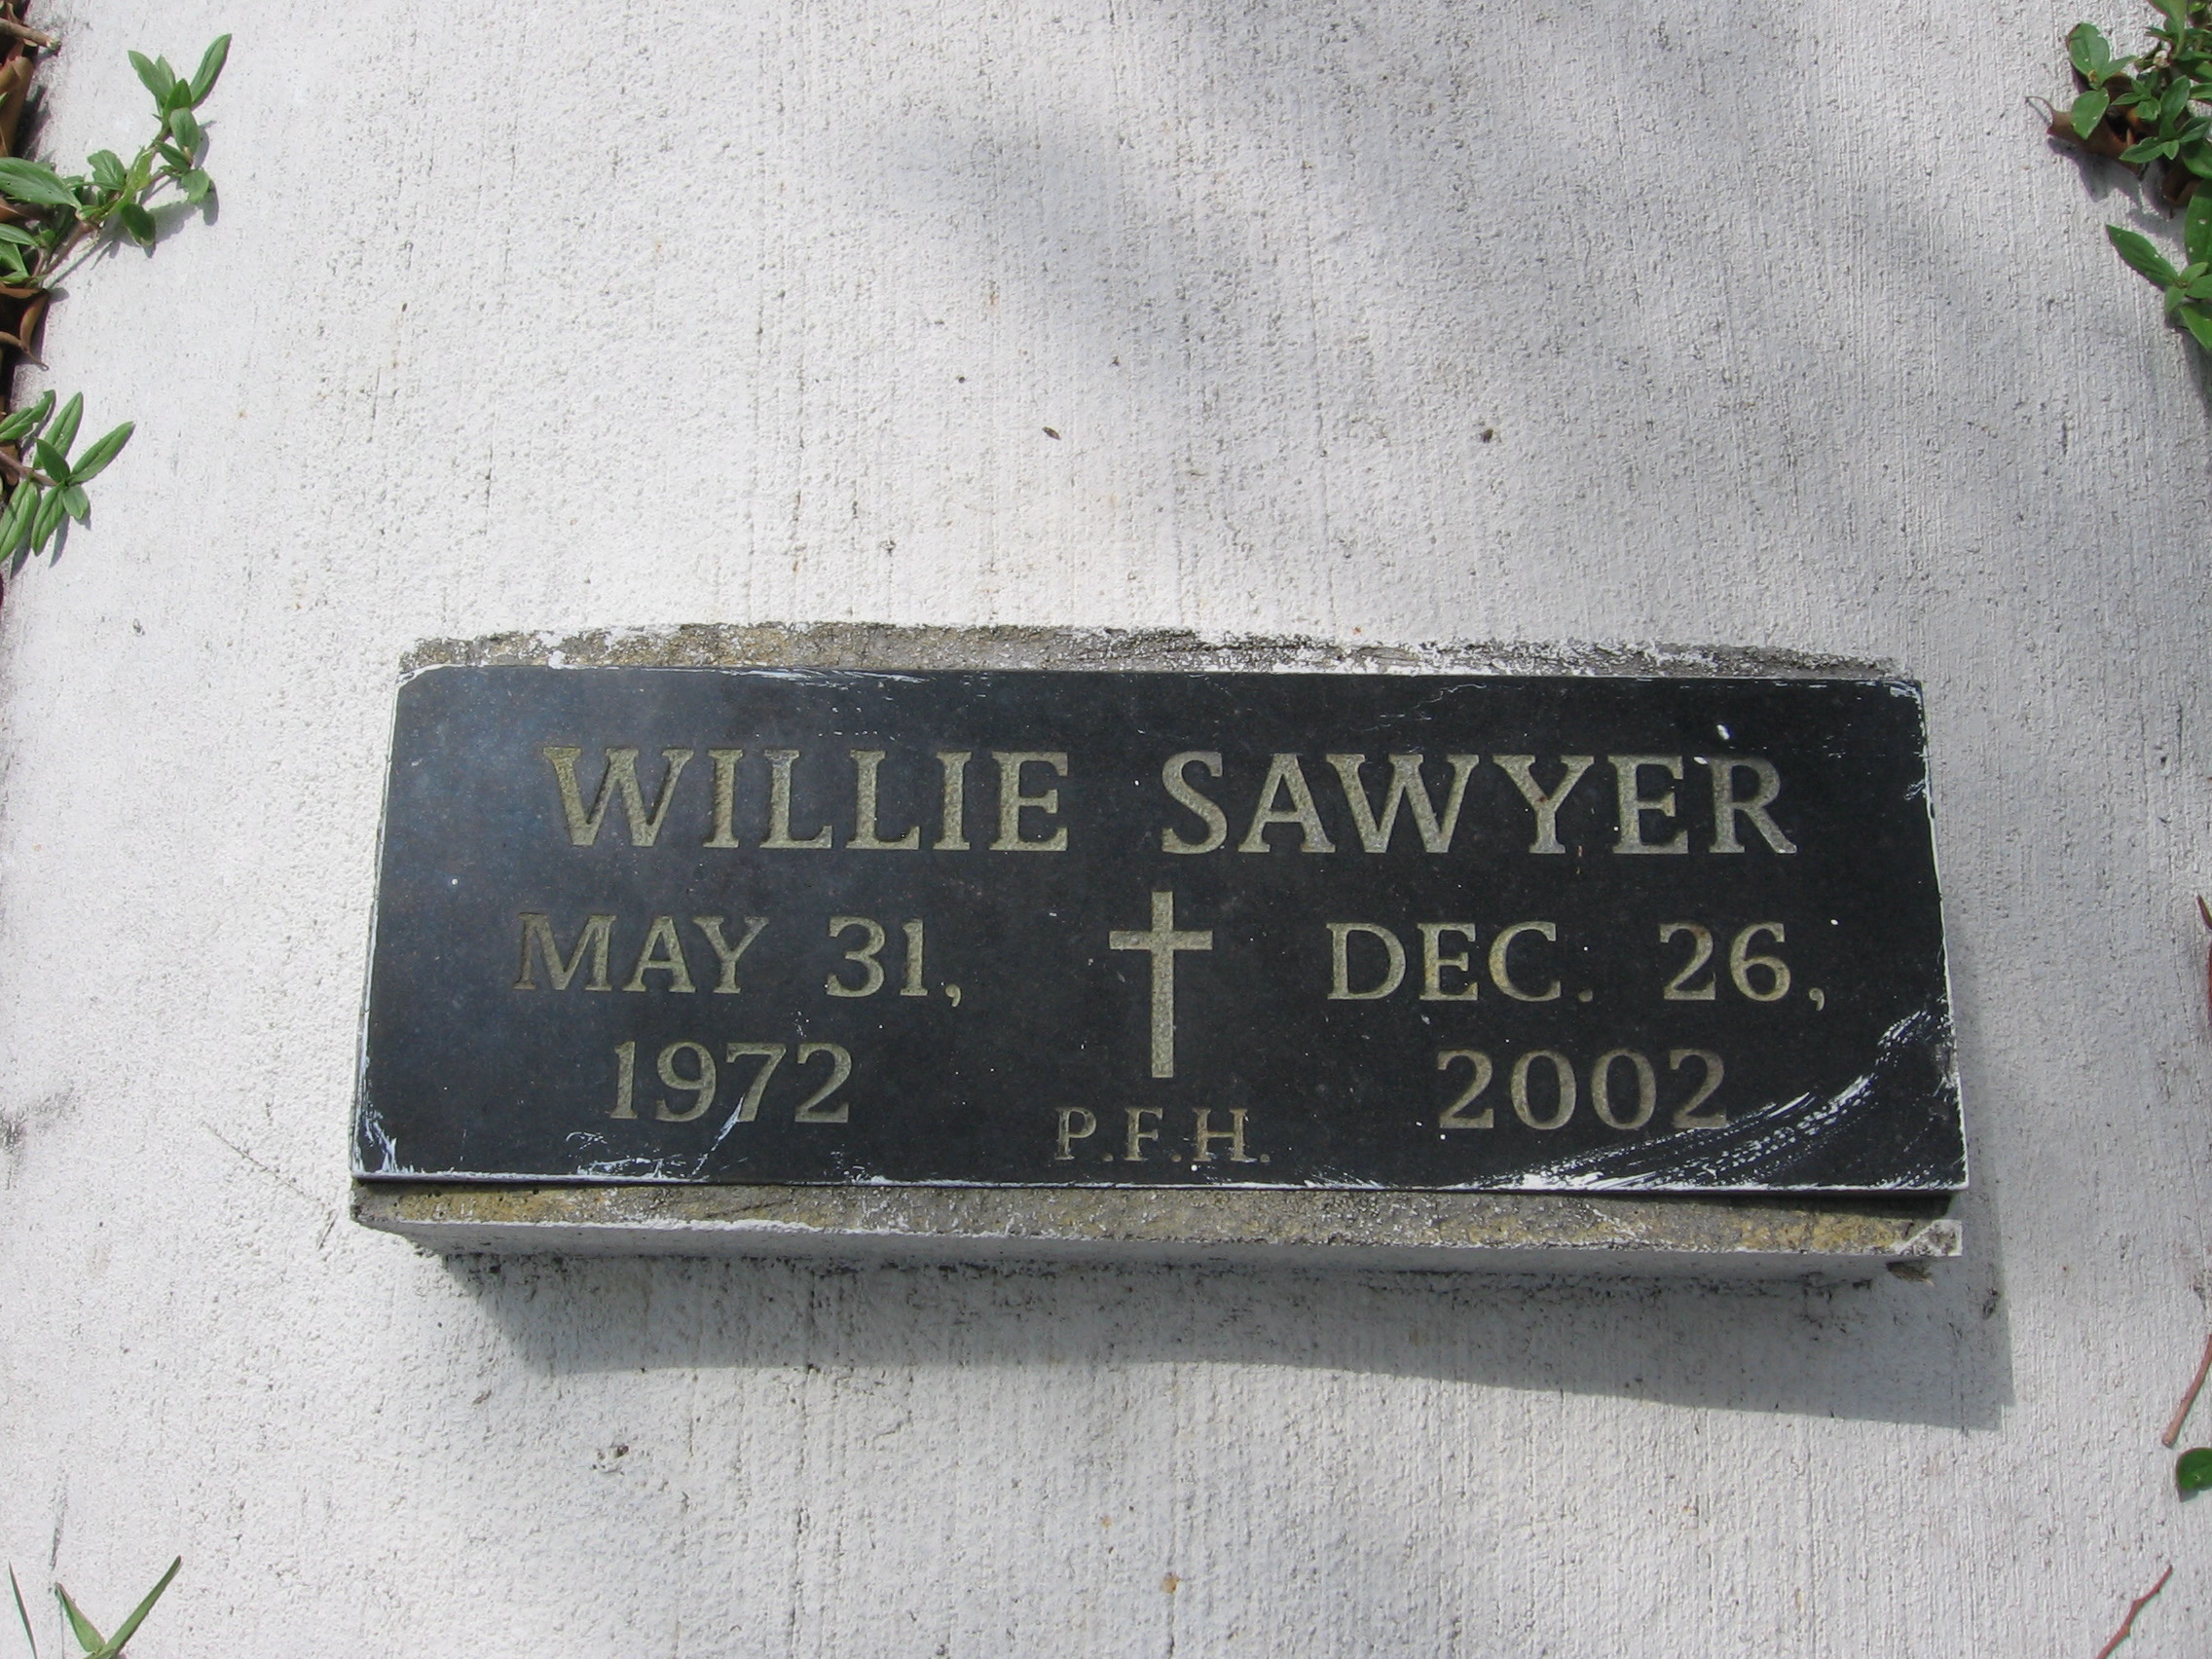 WILLIE SAWYER
MAY 31, DEC. 26,
1972 2002
P.F.H.